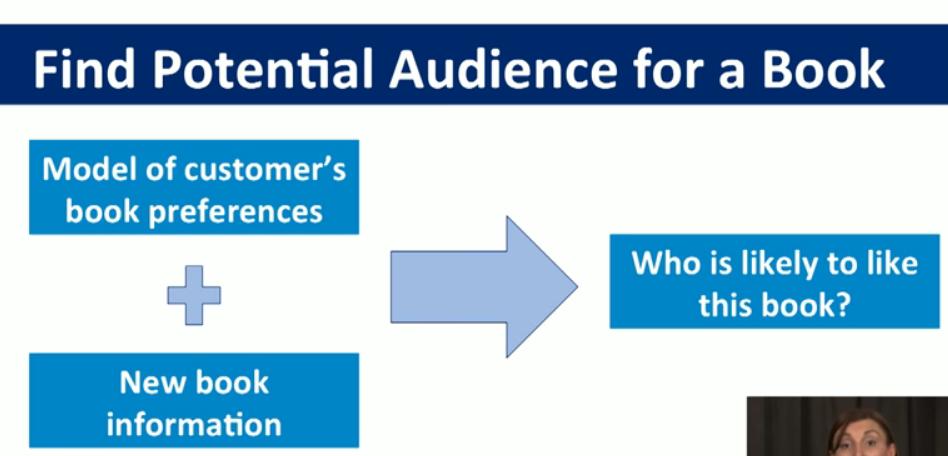 Find Potential Audience for a Book
Model of customer’s
book preferences
New book
information
Who is likely to like
this book?